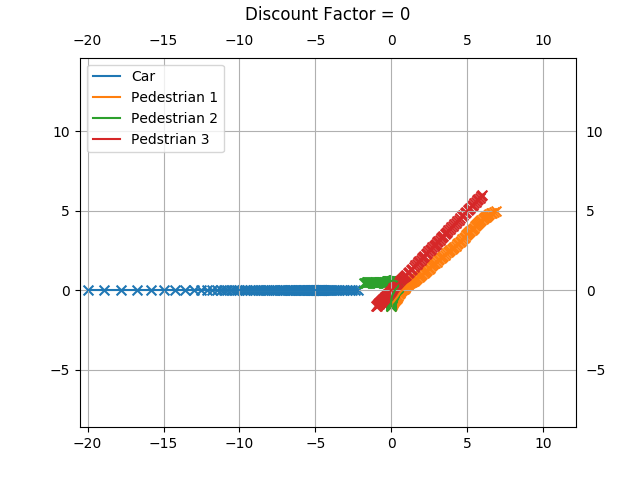 Discount Factor = 0
−20 −15 −10 −5 0 5 10
Car
Pedestrian 1
Pedestrian 2
Pedstrian 3
10 10
5 5
0 0
−5 −5
−20 −15 −10 −5 0 5 10